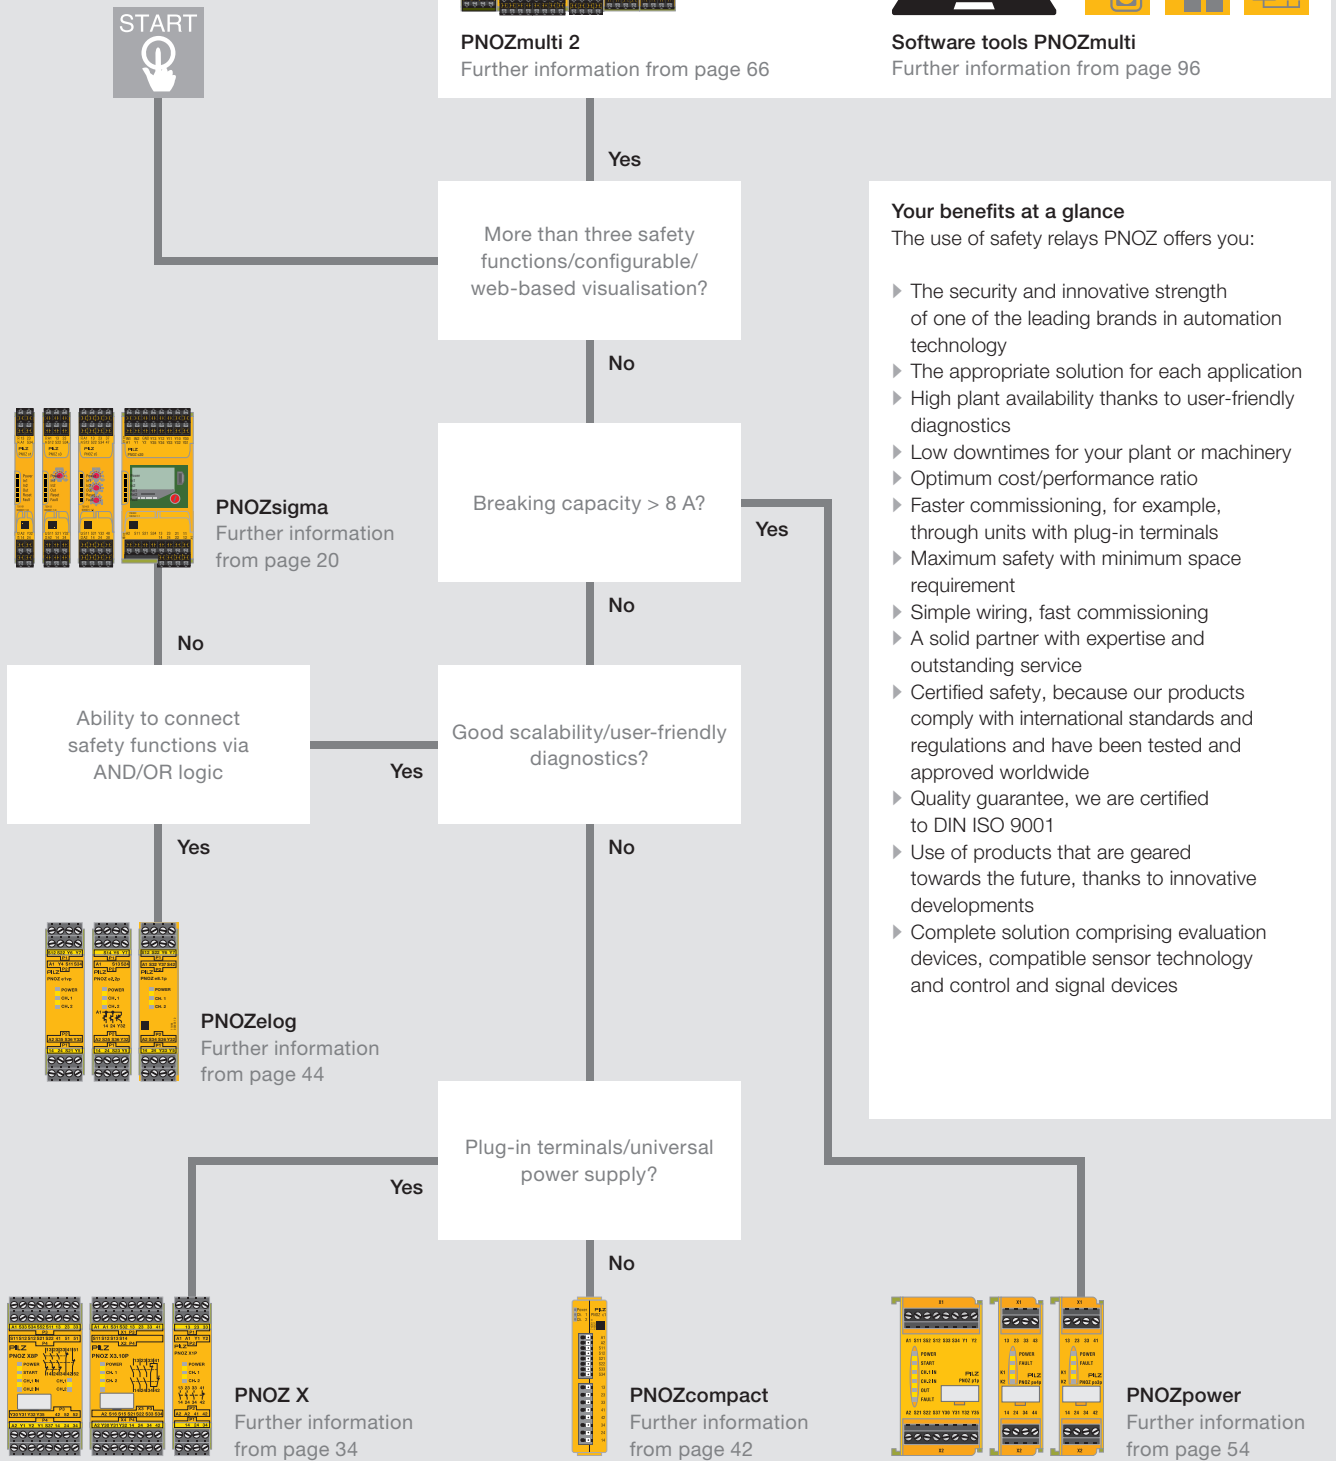 START
PNOZmulti 2
Further information from page 66
Software tools PNOZmulti
Further information from page 96
Yes
More than three safety
functions/configurable/
web-based visualisation?
No
Breaking capacity > 8 A?
Yes
No
PNOZsigma
Further information
from page 20
No
Ability to connect
safety functions via
AND/OR logic
Yes
Good scalability/user-friendly
diagnostics?
Yes
No
PNOZelog
Further information
from page 44
Plug-in terminals/universal
power supply?
Yes
No
PNOZ X
Further information
from page 34
PNOZcompact
Further information
from page 42
PNOZpower
Further information
from page 54
Your benefits at a glance
The use of safety relays PNOZ offers you:
The security and innovative strength
of one of the leading brands in automation
technology
The appropriate solution for each application
High plant availability thanks to user-friendly
diagnostics
Low downtimes for your plant or machinery
Optimum cost/performance ratio
Faster commissioning, for example,
through units with plug-in terminals
Maximum safety with minimum space
requirement
Simple wiring, fast commissioning
A solid partner with expertise and
outstanding service
Certified safety, because our products
comply with international standards and
regulations and have been tested and
approved worldwide
Quality guarantee, we are certified
to DIN ISO 9001
Use of products that are geared
towards the future, thanks to innovative
developments
Complete solution comprising evaluation
devices, compatible sensor technology
and control and signal devices